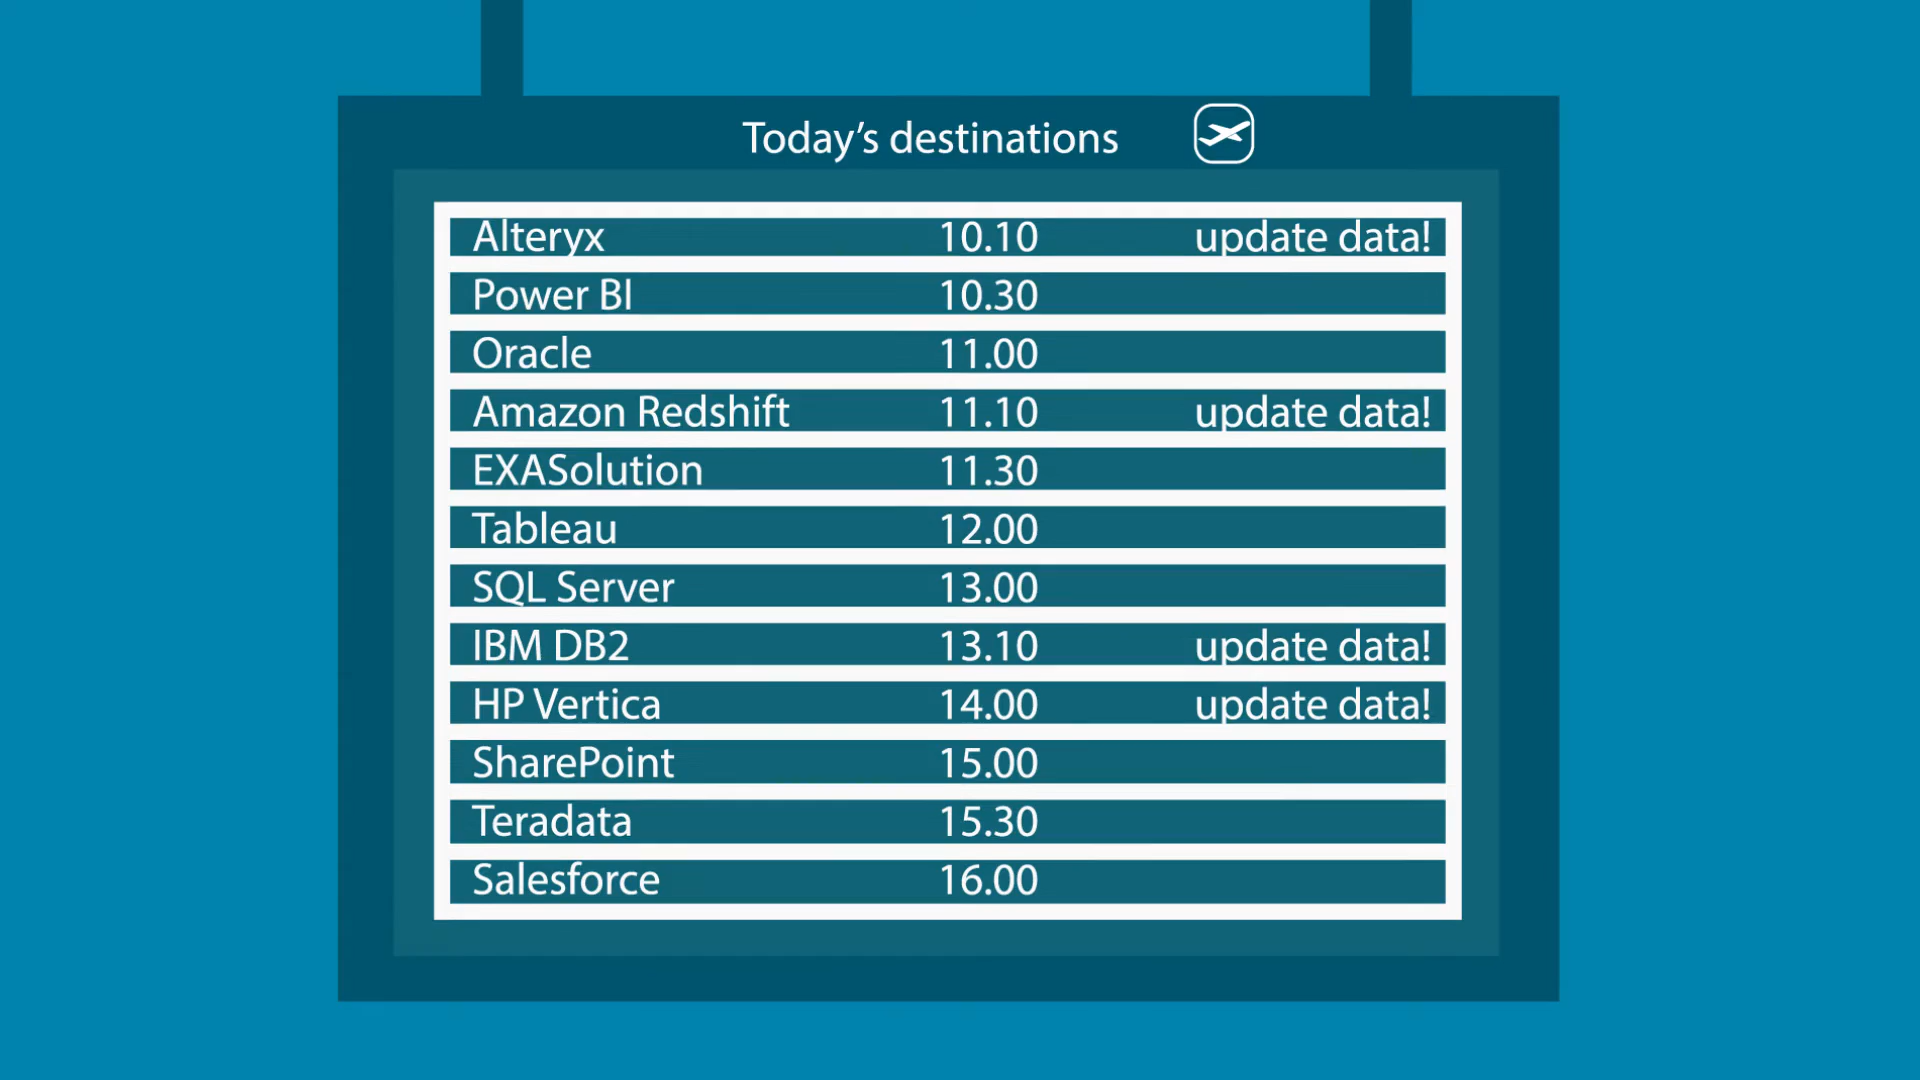 Today's destinations
Alteryx 10.10 update data!
Power BI 10.30
Oracle 11.00
Amazon Redshift 11.10 update data!
EXASolution 11.30
Tableau 12.00
SQL Server 13.00
IBM DB2 13.10 update data!
HP Vertica 14.00 update data!
SharePoint 15.00
Teradata 15.30
Salesforce 16.00